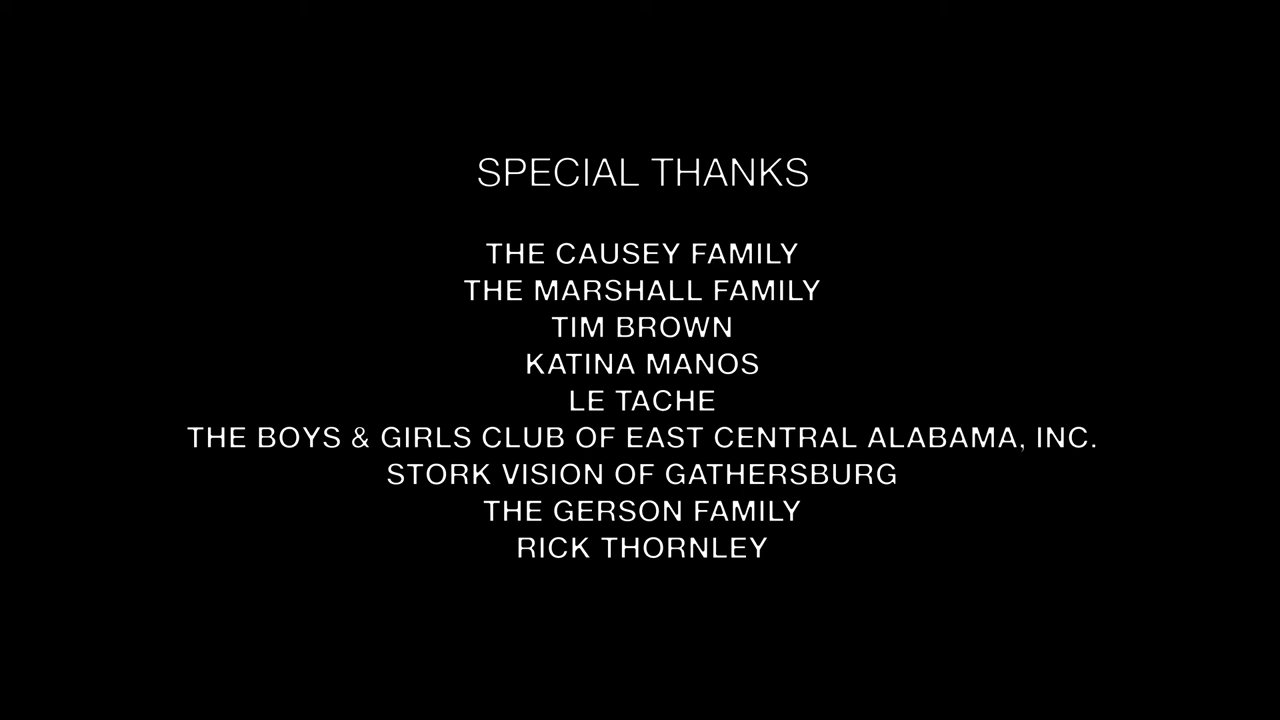 SPECIAL THANKS
THE CAUSEY FAMILY
THE MARSHALL FAMILY
TIM BROWN
KATINA MANOS
LE TACHE
THE BOYS & GIRLS CLUB OF EAST CENTRAL ALABAMA, INC.
STORK VISION OF GATHERSBURG
THE GERSON FAMILY
RICK THORNLEY